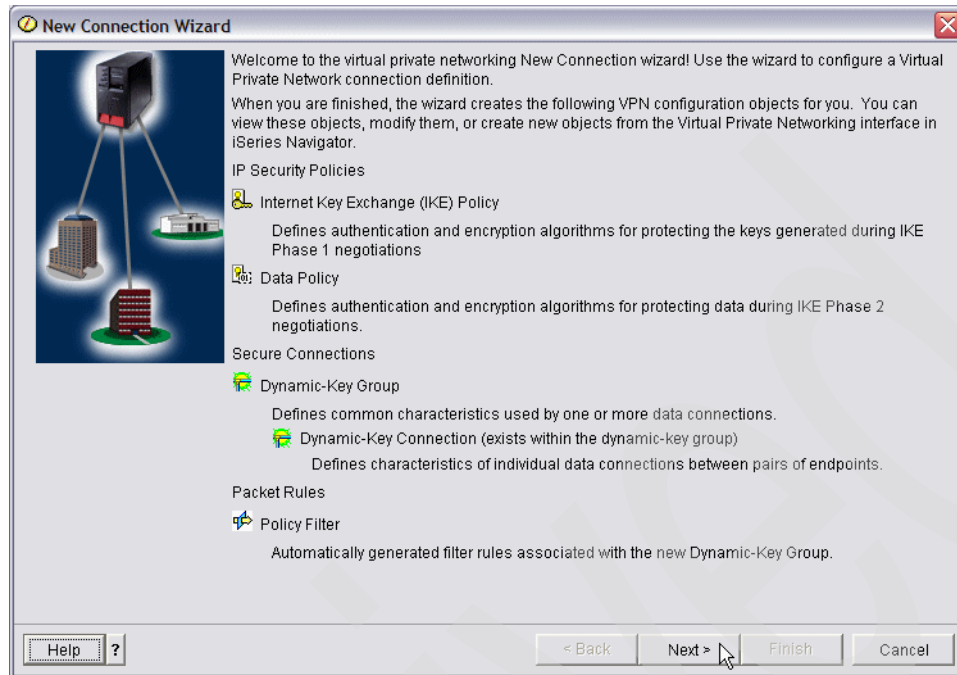 New Connection Wizard
Welcome to the virtual private networking New Connection wizard! Use the wizard to configure a Virtual
Private Network connection definition.
When you are finished, the wizard creates the following VPN configuration objects for you. You can
view these objects, modify them, or create new objects from the Virtual Private Networking interface in
iSeries Navigator.
IP Security Policies
Internet Key Exchange (IKE) Policy
Defines authentication and encryption algorithms for protecting the keys generated during IKE
Phase 1 negotiations
Data Policy
Defines authentication and encryption algorithms for protecting data during IKE Phase 2
negotiations.
Secure Connections
Dynamic-Key Group
Defines common characteristics used by one or more data connections.
Dynamic-Key Connection (exists within the dynamic-key group)
Defines characteristics of individual data connections between pairs of endpoints.
Packet Rules
Policy Filter
Automatically generated filter rules associated with the new Dynamic-Key Group.
Help ? < Back Next > Finish Cancel